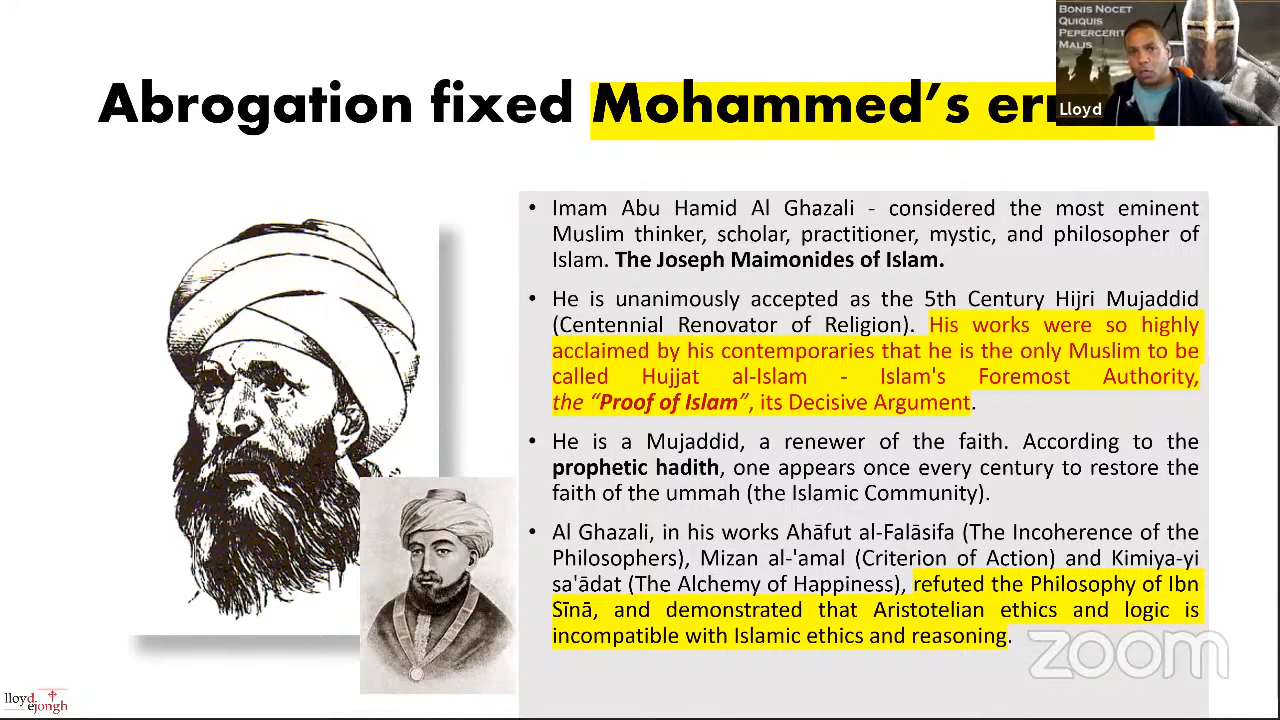 Bonis Nocet
Quiquis
Pepercerit
Malis
Lloyd
Abrogation fixed Mohammed's
• Imam Abu Hamid Al Ghazali - considered the most eminent
Muslim thinker, scholar, practitioner, mystic, and philosopher of
Islam. The Joseph Maimonides of Islam.
• He is unanimously accepted as the 5th Century Hijri Mujaddid
(Centennial Renovator of Religion). His works were so highly
acclaimed by his contemporaries that he is the only Muslim to be
called Hujjat al-Islam - Islam's Foremost Authority,
the “Proof of Islam”, its Decisive Argument.
• He is a Mujaddid, a renewer of the faith. According to the
prophetic hadith, one appears once every century to restore the
faith of the ummah (the Islamic Community).
• Al Ghazali, in his works Ahāfut al-Falāsifa (The Incoherence of the
Philosophers), Mizan al-'amal (Criterion of Action) and Kimiya-yi
sa'ādat (The Alchemy of Happiness), refuted the Philosophy of Ibn
Sīnā, and demonstrated that Aristotelian ethics and logic is
incompatible with Islamic ethics and reasoning.
zoom
lloyd
ejongh